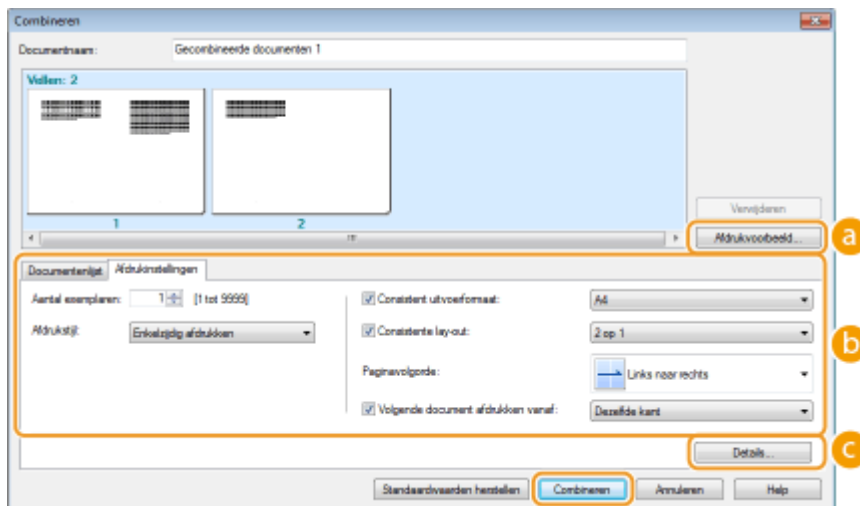 Combineren
Documentnaam: Gecombineerde documenten 1
Vellen: 2
1 2
Verwijderen
Afdrukvoorbeeld... a
Documentenlijst Afdrukinstellingen
Aantal exemplaren: 1 [1 tot 9999] Consistent uitvoerformaat: A4
Afdrukstijl: Enkelzijdig afdrukken Consistente lay-out: 2 op 1
b
Paginavolgorde: Links naar rechts
Volgende document afdrukken vanaf: Dezelfde kant
Details... c
Standaardwaarden herstellen Combineren Annuleren Help